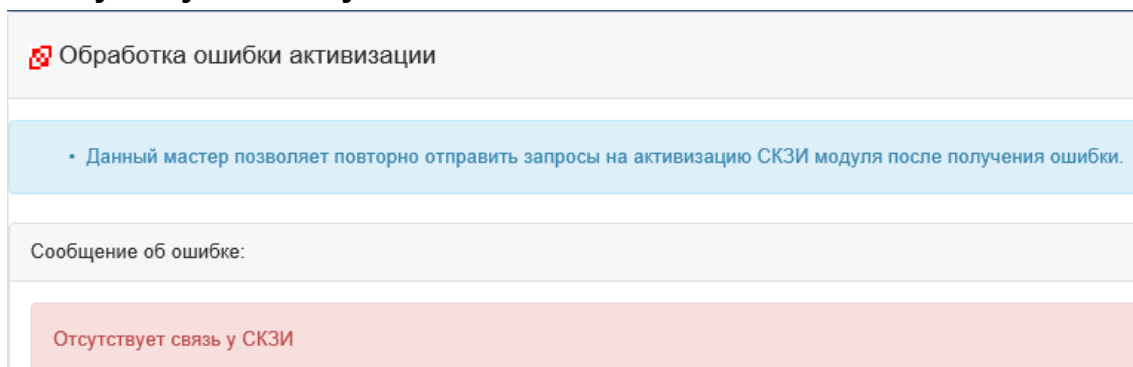 Обработка ошибки активизации
• Данный мастер позволяет повторно отправить запросы на активизацию СКЗИ модуля после получения ошибки.
Сообщение об ошибке:
Отсутствует связь у СКЗИ